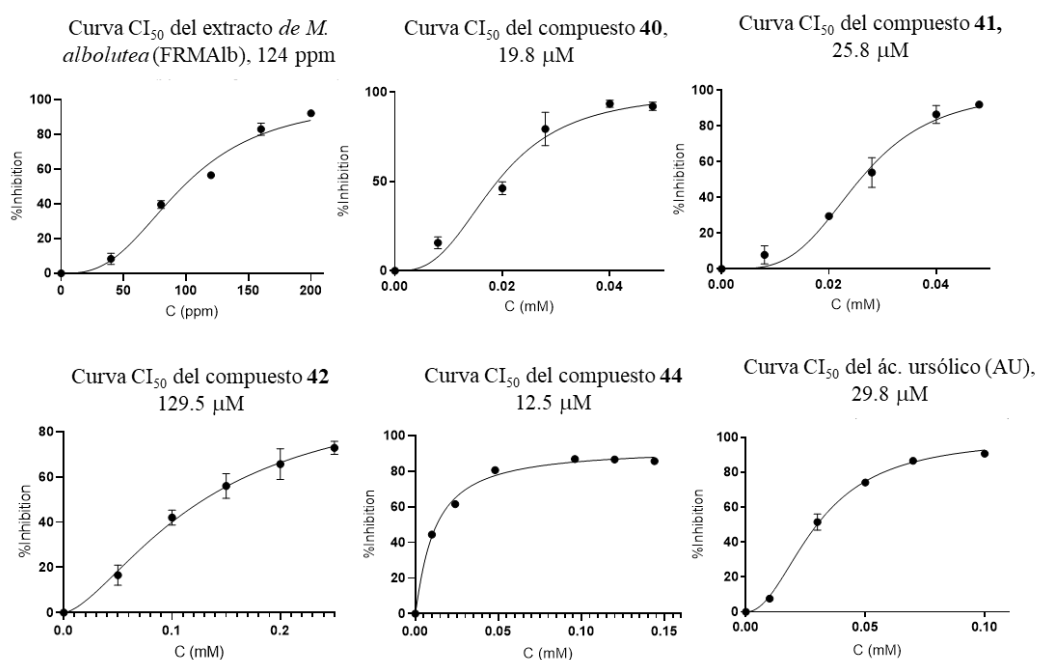 Curva CI50 del extracto de M.
albolutea (FRMAlb), 124 ppm
%Inhibition
100
80
60
40
20
0
0
50
100
150
200
C (ppm)
Curva CI50 del compuesto 40,
19.8 μM
%Inhibition
100
50
0
0.00
0.02
0.04
C (mM)
Curva CI50 del compuesto 41,
25.8 μM
%Inhibition
100
80
60
40
20
0
0.00
0.02
0.04
C (mM)
Curva CI50 del compuesto 42
129.5 μM
%Inhibition
80
60
40
20
0
0.0
0.1
0.2
C (mM)
Curva CI50 del compuesto 44
12.5 μM
%Inhibition
100
80
60
40
20
0
0.00
0.05
0.10
0.15
C (mM)
Curva CI50 del ác. ursólico (AU),
29.8 μM
%Inhibition
100
80
60
40
20
0
0.00
0.05
0.10
C (mM)